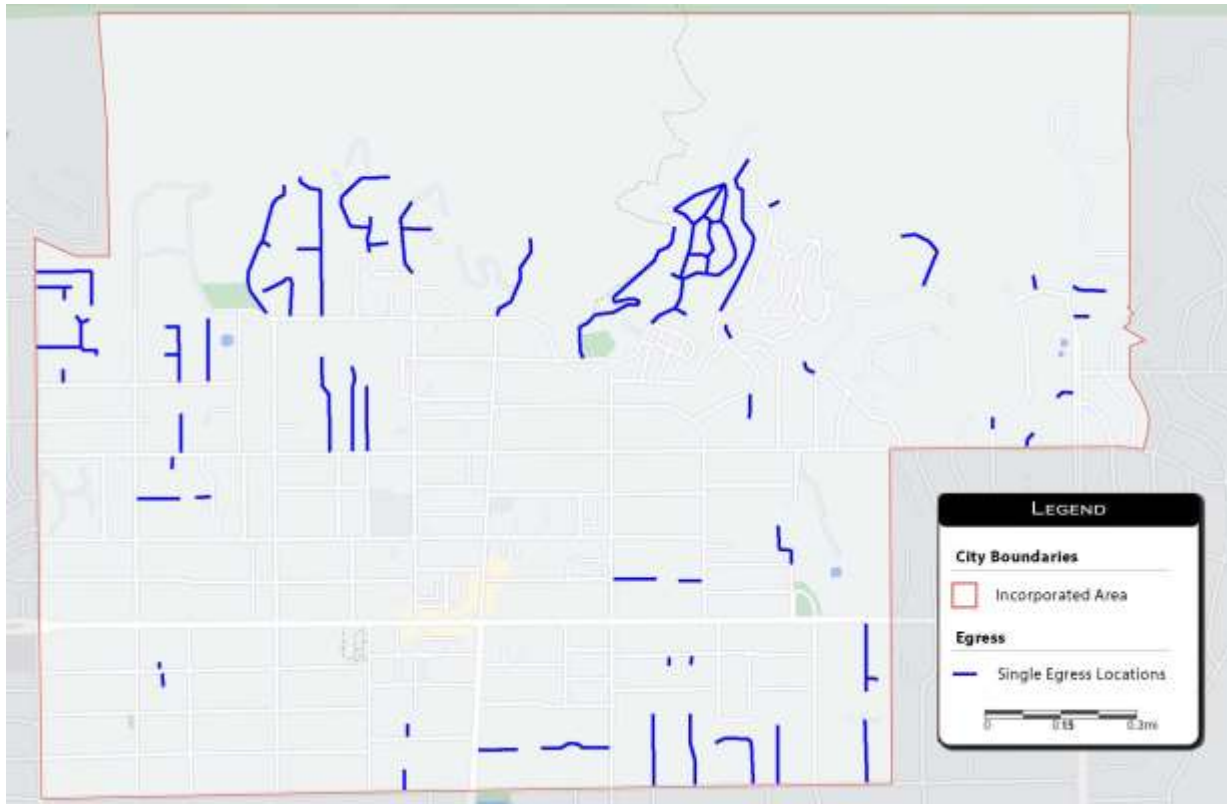 LEGEND
City Boundaries
Incorporated Area
Egress
Single Egress Locations
0 0.15 0.3mi